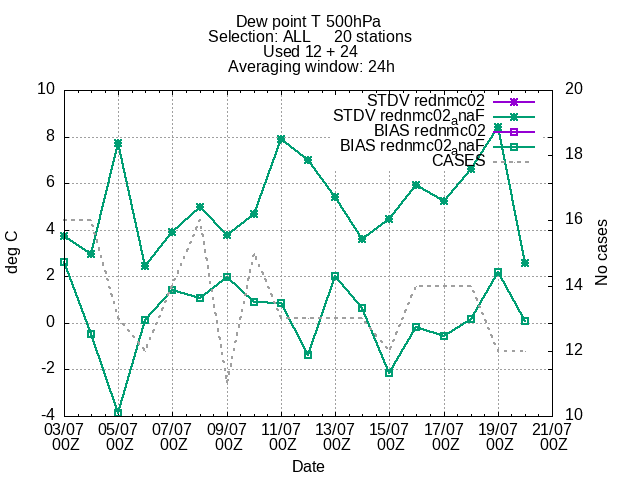 Dew point T 500hPa
Selection: ALL 20 stations
Used 12 + 24
Averaging window: 24h
10 20
STDV rednmc02
STDV rednmc02anaF
BIAS rednmc02
BIAS rednmc02anaF
CASES
8 18
6
4 16
2 14
0
-2 12
-4 10
deg C
No cases
03/07 05/07 07/07 09/07 11/07 13/07 15/07 17/07 19/07 21/07
00Z 00Z 00Z 00Z 00Z 00Z 00Z 00Z 00Z 00Z
Date